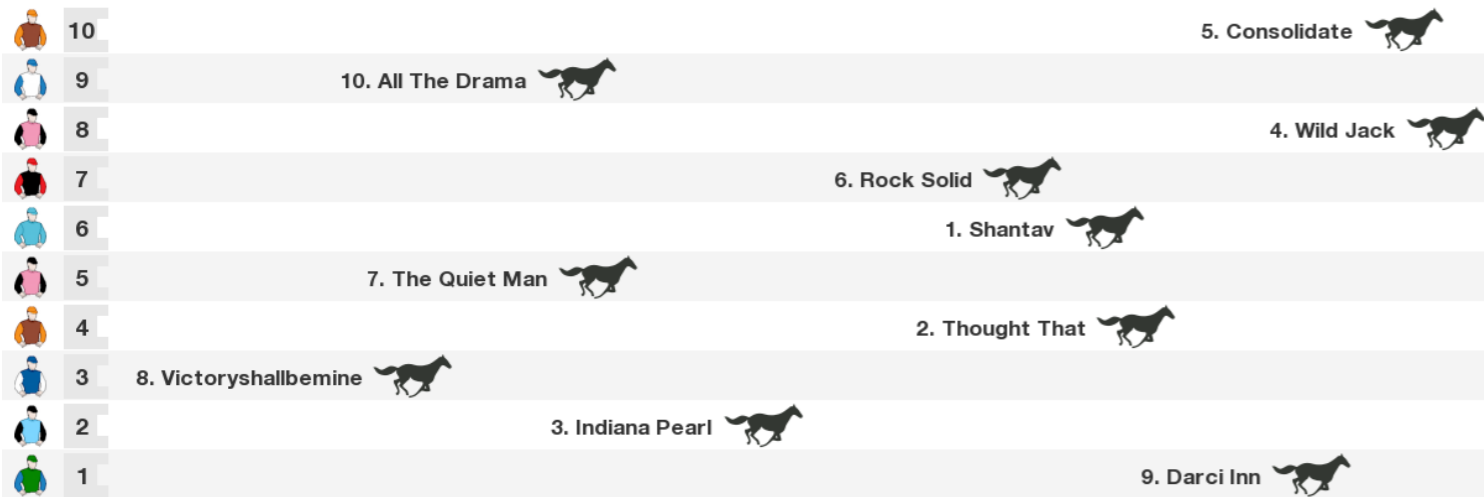 10 5. Consolidate
9 10. All The Drama
8 4. Wild Jack
7 6. Rock Solid
6 1. Shantav
5 7. The Quiet Man
4 2. Thought That
3 8. Victoryshallbemine
2 3. Indiana Pearl
1 9. Darci Inn